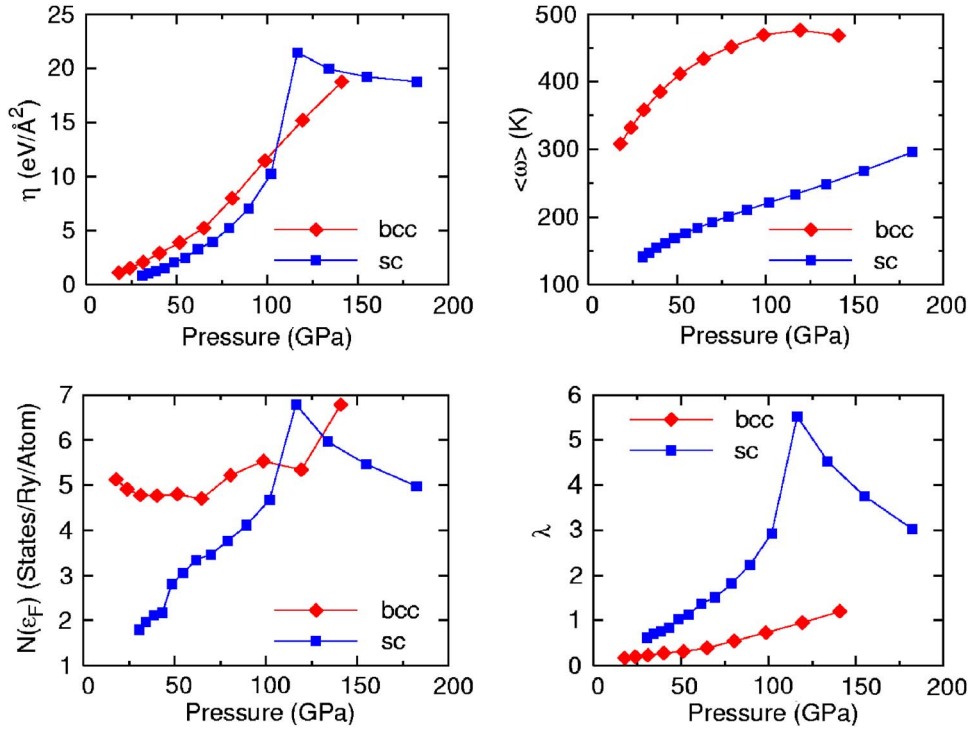 η (eV/Å²)
25
20
15
10
5
0
bcc
sc
0 50 100 150 200
Pressure (GPa)
<ω> (K)
500
400
300
200
100
bcc
sc
0 50 100 150 200
Pressure (GPa)
N(ε_F) (States/Ry/Atom)
7
6
5
4
3
2
1
bcc
sc
0 50 100 150 200
Pressure (GPa)
λ
6
5
4
3
2
1
0
bcc
sc
0 50 100 150 200
Pressure (GPa)